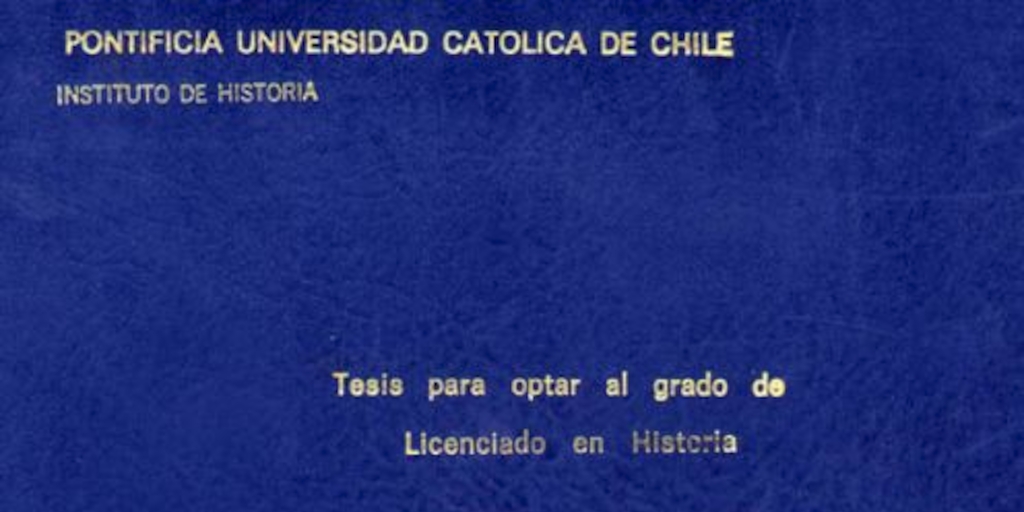 PONTIFICIA UNIVERSIDAD CATOLICA DE CHILE
INSTITUTO DE HISTORIA
Tesis para optar al grado de
Licenciado en Historia